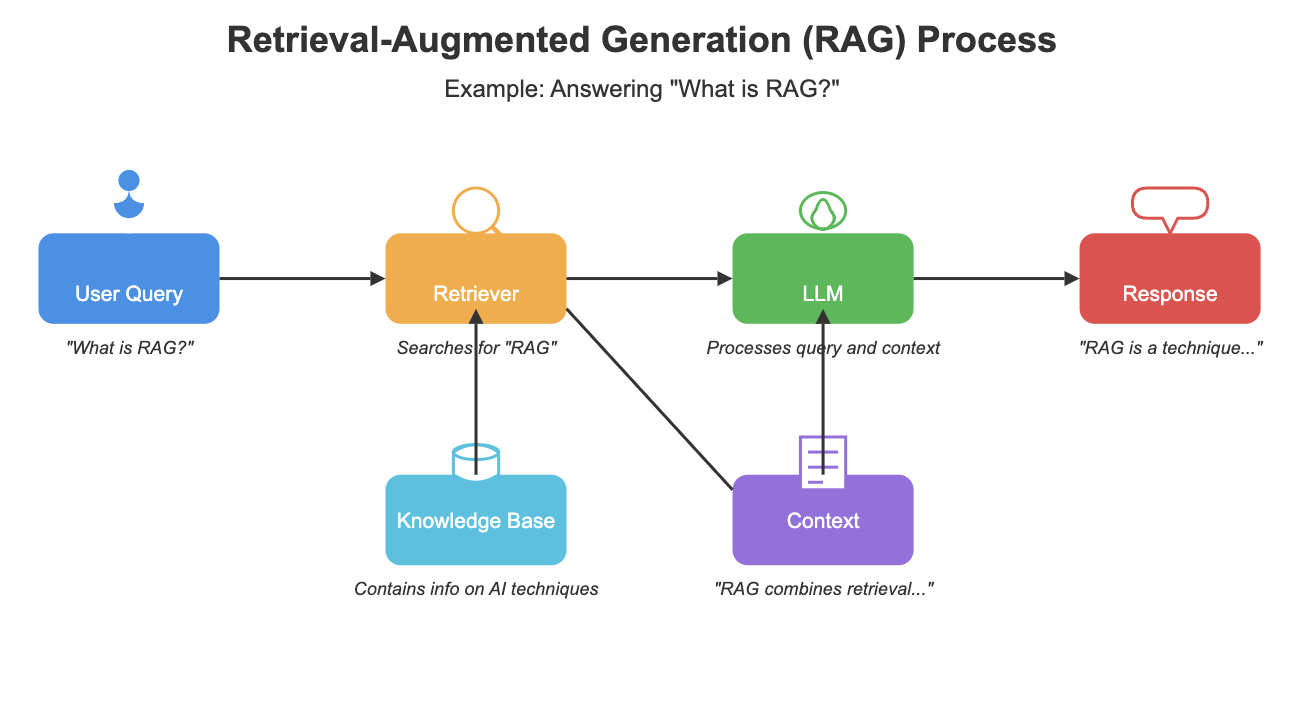 Retrieval-Augmented Generation (RAG) Process
Example: Answering "What is RAG?"
User Query
Retriever
LLM
Response
"What is RAG?"
Searches for "RAG"
Processes query and context
"RAG is a technique..."
Knowledge Base
Context
Contains info on AI techniques
"RAG combines retrieval..."